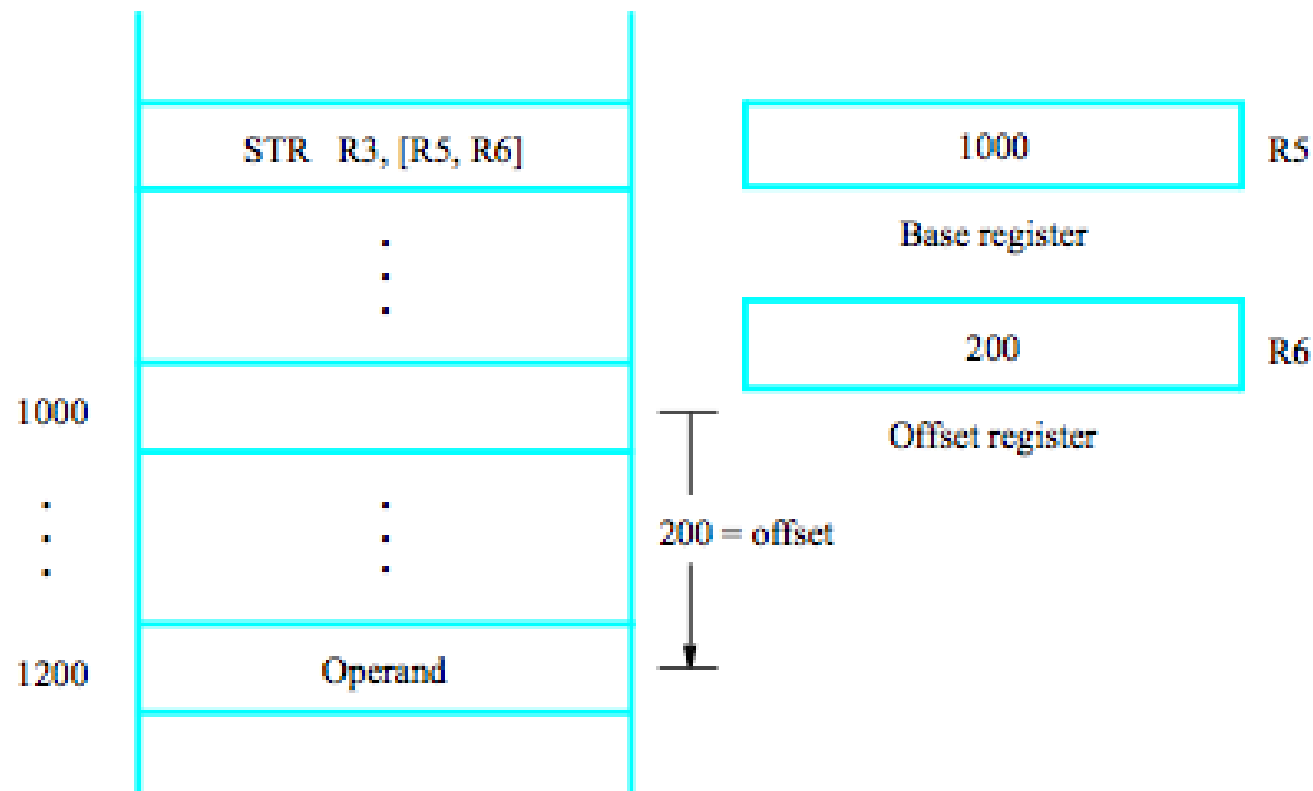 STR R3, [R5, R6]
1000
R5
Base register
200
R6
Offset register
1000
200 = offset
1200
Operand